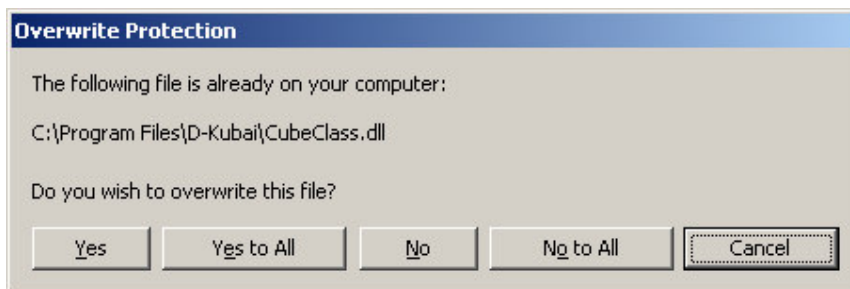 Overwrite Protection
The following file is already on your computer:
C:\Program Files\D-Kubai\CubeClass.dll
Do you wish to overwrite this file?
Yes Yes to All No No to All Cancel